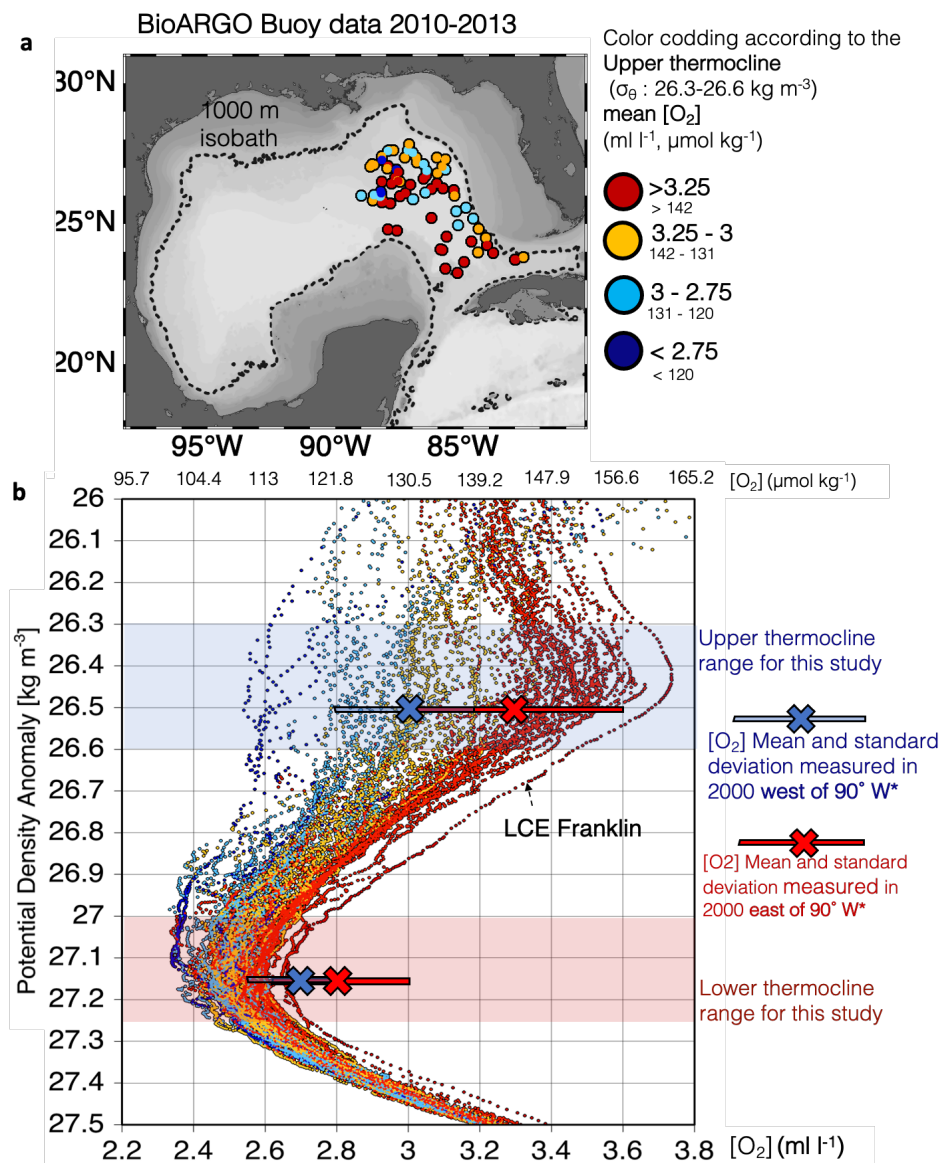 BioARGO Buoy data 2010-2013
a
30°N
25°N
20°N
1000 m
isobath
95°W
90°W
85°W
Color codding according to the
Upper thermocline
(σθ : 26.3-26.6 kg m-3)
mean [O2]
(ml l-1, µmol kg-1)
>3.25
> 142
3.25 - 3
142 - 131
3 - 2.75
131 - 120
< 2.75
< 120
b
95.7 104.4 113 121.8 130.5 139.2 147.9 156.6 165.2 [O2] (µmol kg-1)
Potential Density Anomaly [kg m-3]
26
26.1
26.2
26.3
26.4
26.5
26.6
26.7
26.8
26.9
27
27.1
27.2
27.3
27.4
27.5
LCE Franklin
2.2 2.4 2.6 2.8 3 3.2 3.4 3.6 3.8 [O2] (ml l-1)
Upper thermocline
range for this study
[O2] Mean and standard
deviation measured in
2000 west of 90° W*
[O2] Mean and standard
deviation measured in
2000 east of 90° W*
Lower thermocline
range for this study